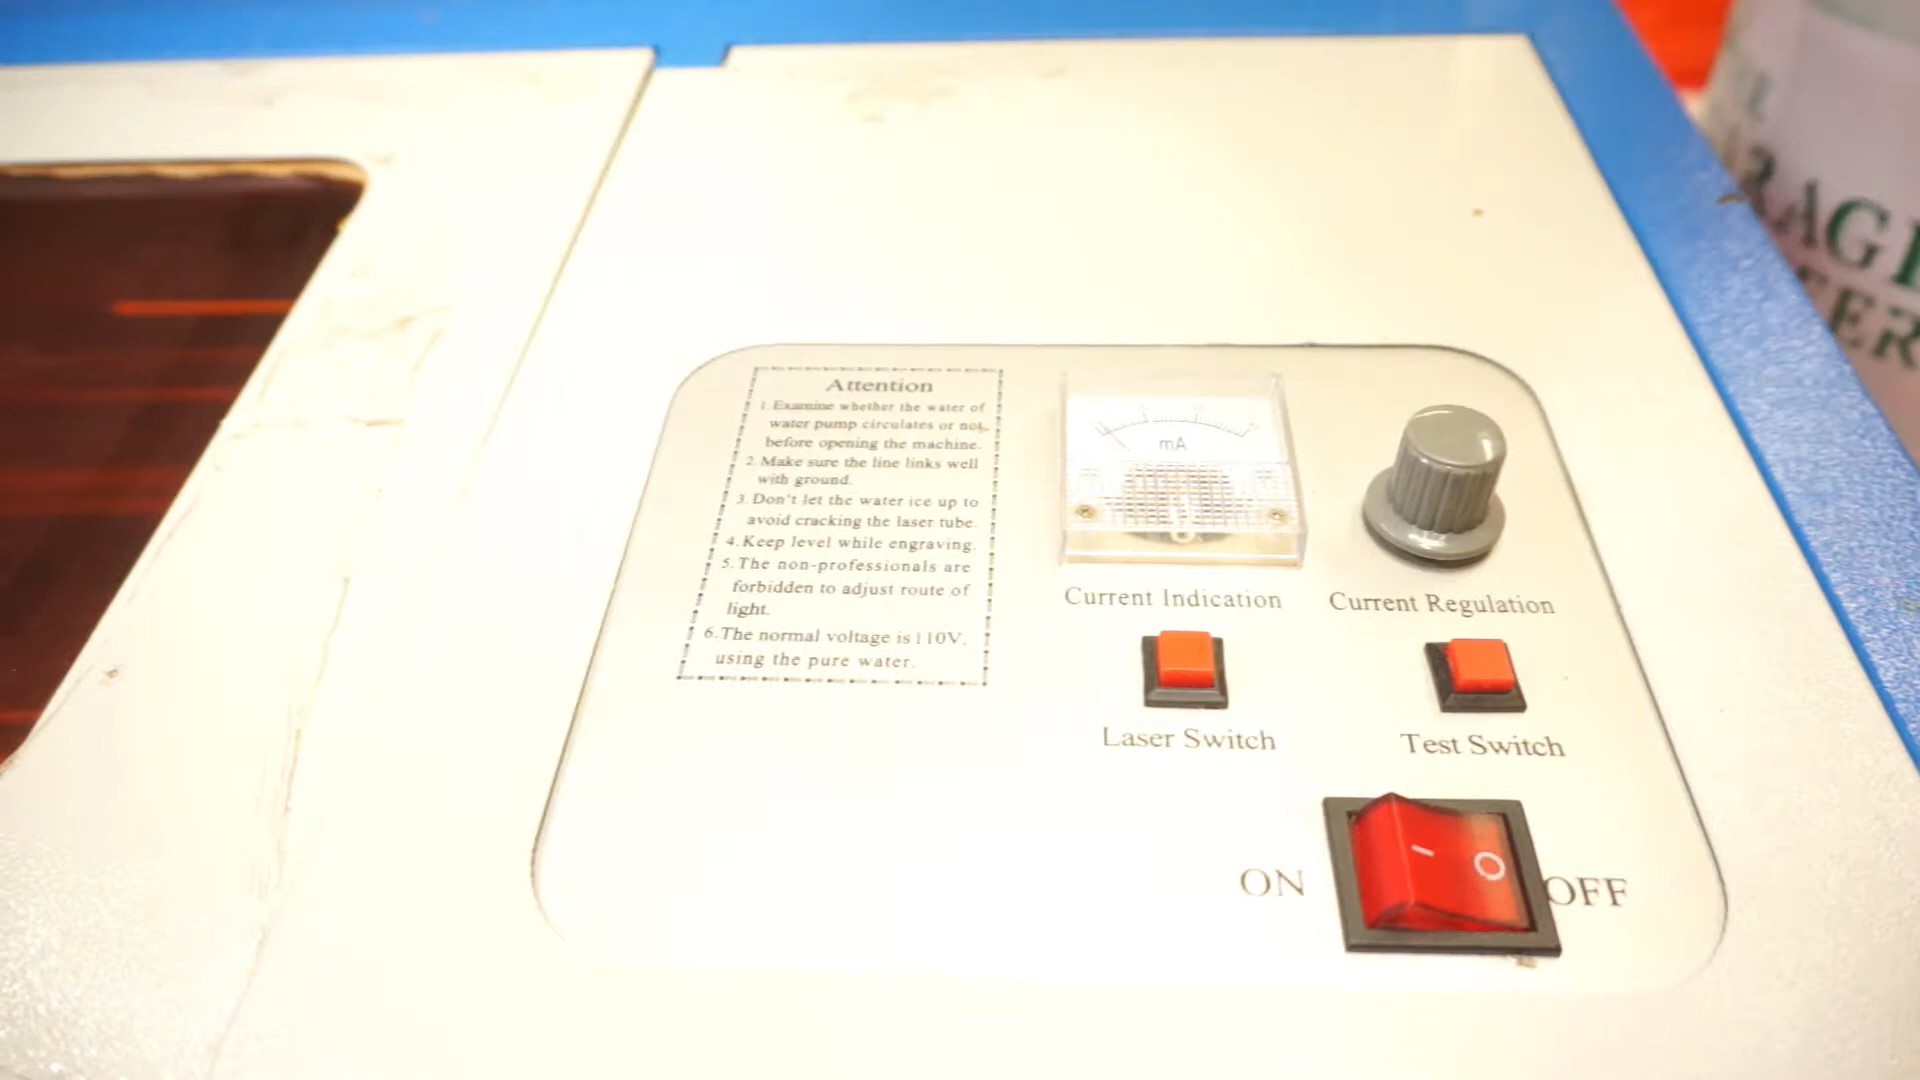 Attention
1. Examine whether the water of
water pump circulates or not
before opening the machine.
2. Make sure the line links well
with ground.
3. Don't let the water ice up to
avoid cracking the laser tube.
4. Keep level while engraving.
5. The non-professionals are
forbidden to adjust route of
light.
6. The normal voltage is 110V,
using the pure water.
mA
Current Indication
Current Regulation
Laser Switch
Test Switch
ON
OFF